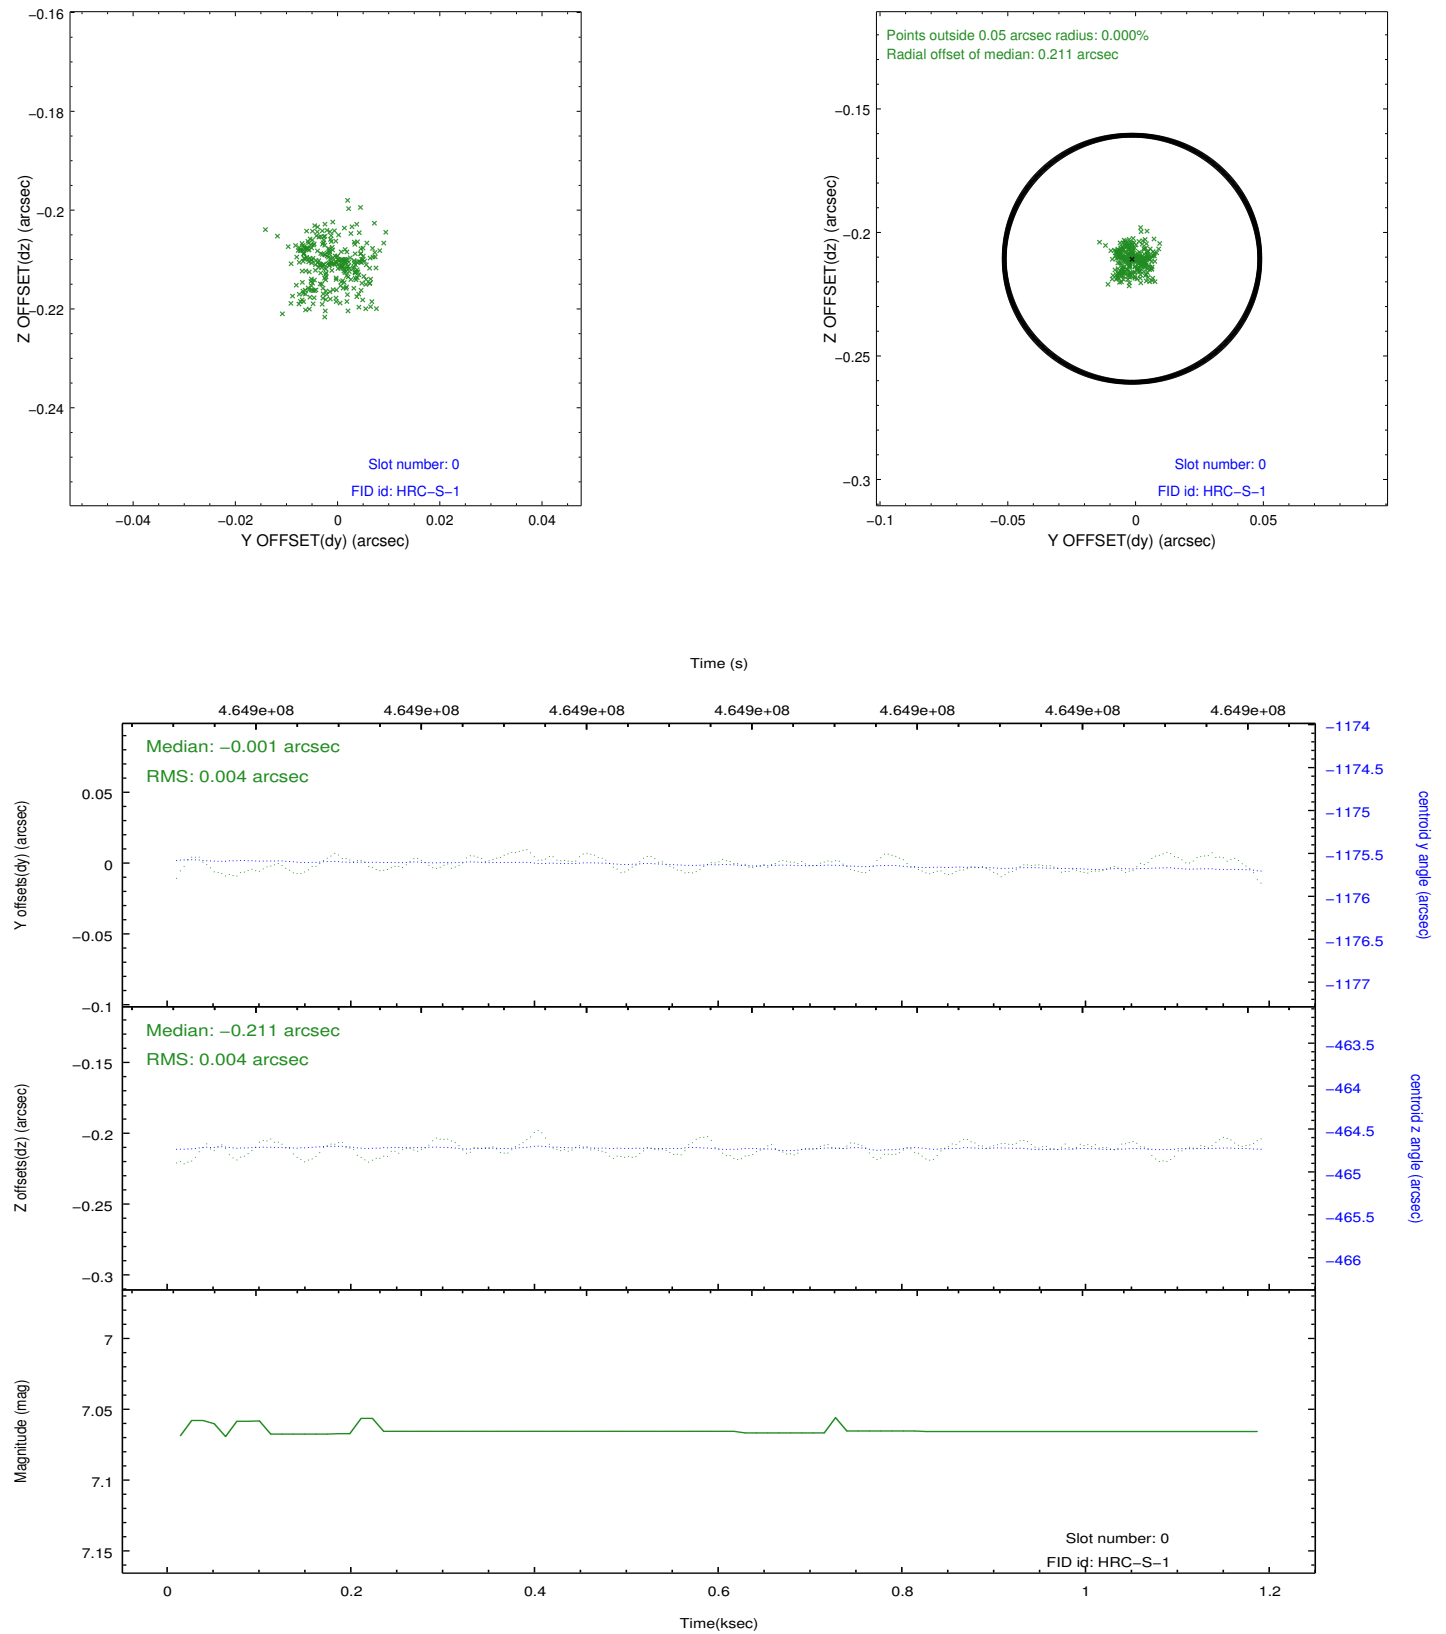 −0.16
−0.18
−0.2
−0.22
−0.24
Z OFFSET(dz) (arcsec)
Slot number: 0
FID id: HRC−S−1
−0.04
−0.02
0
0.02
0.04
Y OFFSET(dy) (arcsec)
Points outside 0.05 arcsec radius: 0.000%
Radial offset of median: 0.211 arcsec
−0.15
−0.2
−0.25
−0.3
Z OFFSET(dz) (arcsec)
Slot number: 0
FID id: HRC−S−1
−0.1
−0.05
0
0.05
Y OFFSET(dy) (arcsec)
Time (s)
4.649e+08
4.649e+08
4.649e+08
4.649e+08
4.649e+08
4.649e+08
4.649e+08
Median: −0.001 arcsec
RMS: 0.004 arcsec
0.05
0
−0.05
−0.1
Y offsets(dy) (arcsec)
−1174
−1174.5
−1175
−1175.5
−1176
−1176.5
−1177
centroid y angle (arcsec)
Median: −0.211 arcsec
RMS: 0.004 arcsec
−0.15
−0.2
−0.25
−0.3
Z offsets(dz) (arcsec)
−463.5
−464
−464.5
−465
−465.5
−466
centroid z angle (arcsec)
7
7.05
7.1
7.15
Magnitude (mag)
Slot number: 0
FID id: HRC−S−1
0
0.2
0.4
0.6
0.8
1
1.2
Time(ksec)